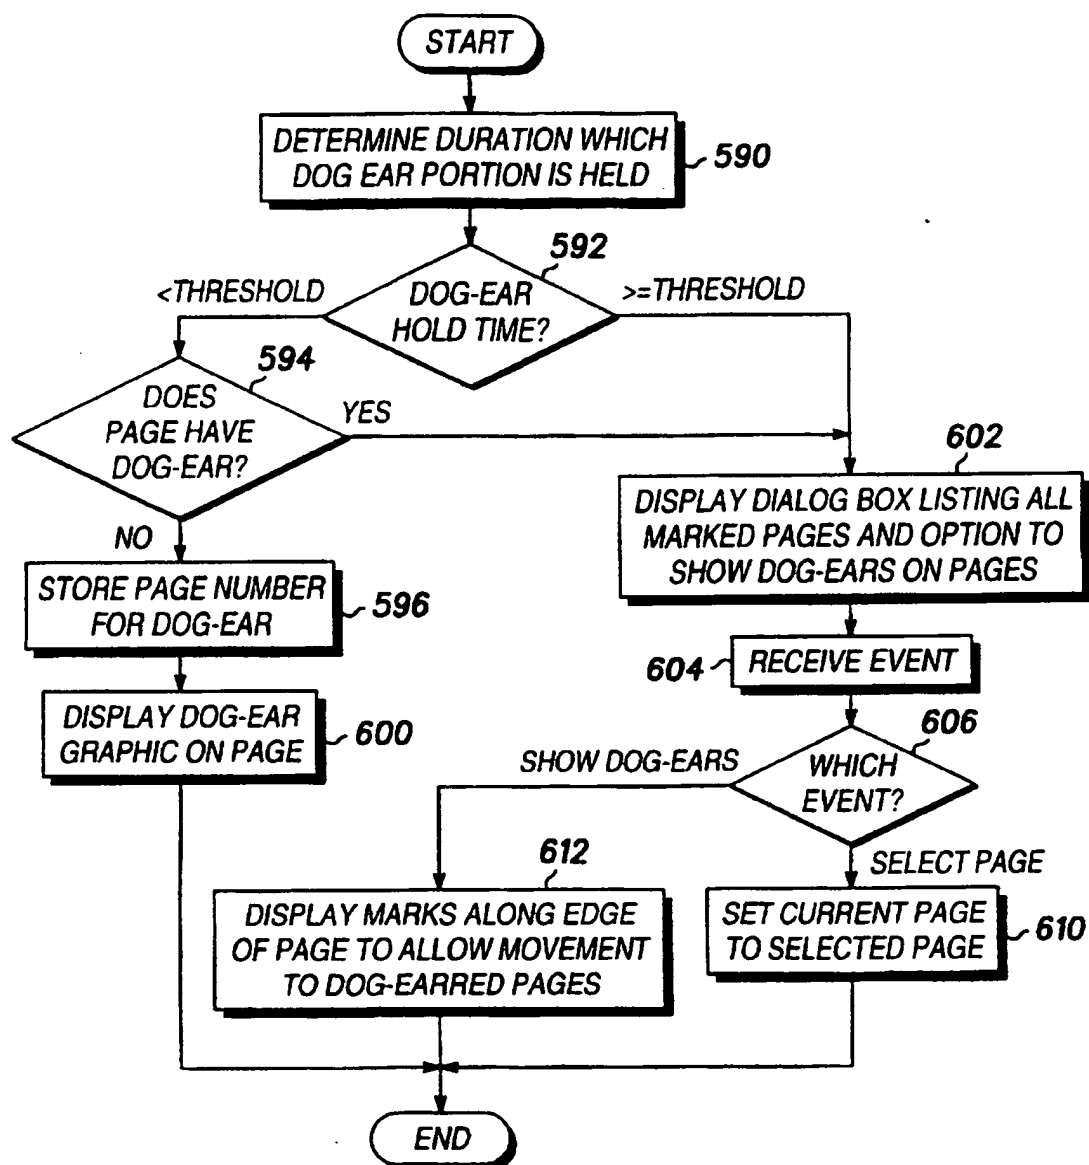 START
DETERMINE DURATION WHICH
DOG EAR PORTION IS HELD
590
592
<THRESHOLD
DOG-EAR
HOLD TIME?
>=THRESHOLD
594
DOES
PAGE HAVE
DOG-EAR?
YES
NO
602
DISPLAY DIALOG BOX LISTING ALL
MARKED PAGES AND OPTION TO
SHOW DOG-EARS ON PAGES
STORE PAGE NUMBER
FOR DOG-EAR
596
604
RECEIVE EVENT
DISPLAY DOG-EAR
GRAPHIC ON PAGE
600
606
SHOW DOG-EARS
WHICH
EVENT?
SELECT PAGE
612
DISPLAY MARKS ALONG EDGE
OF PAGE TO ALLOW MOVEMENT
TO DOG-EARRED PAGES
SET CURRENT PAGE
TO SELECTED PAGE
610
END